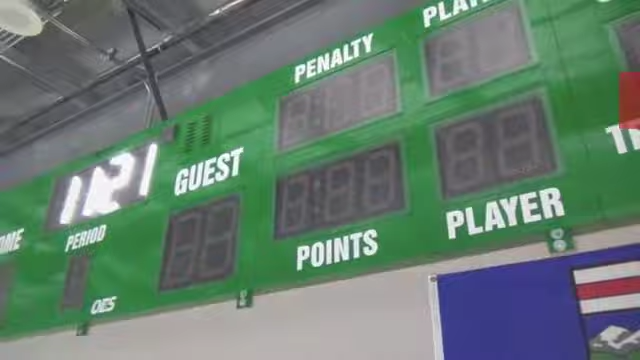 PENALTY
11:21
GUEST
PERIOD
POINTS
PLAYER
OES